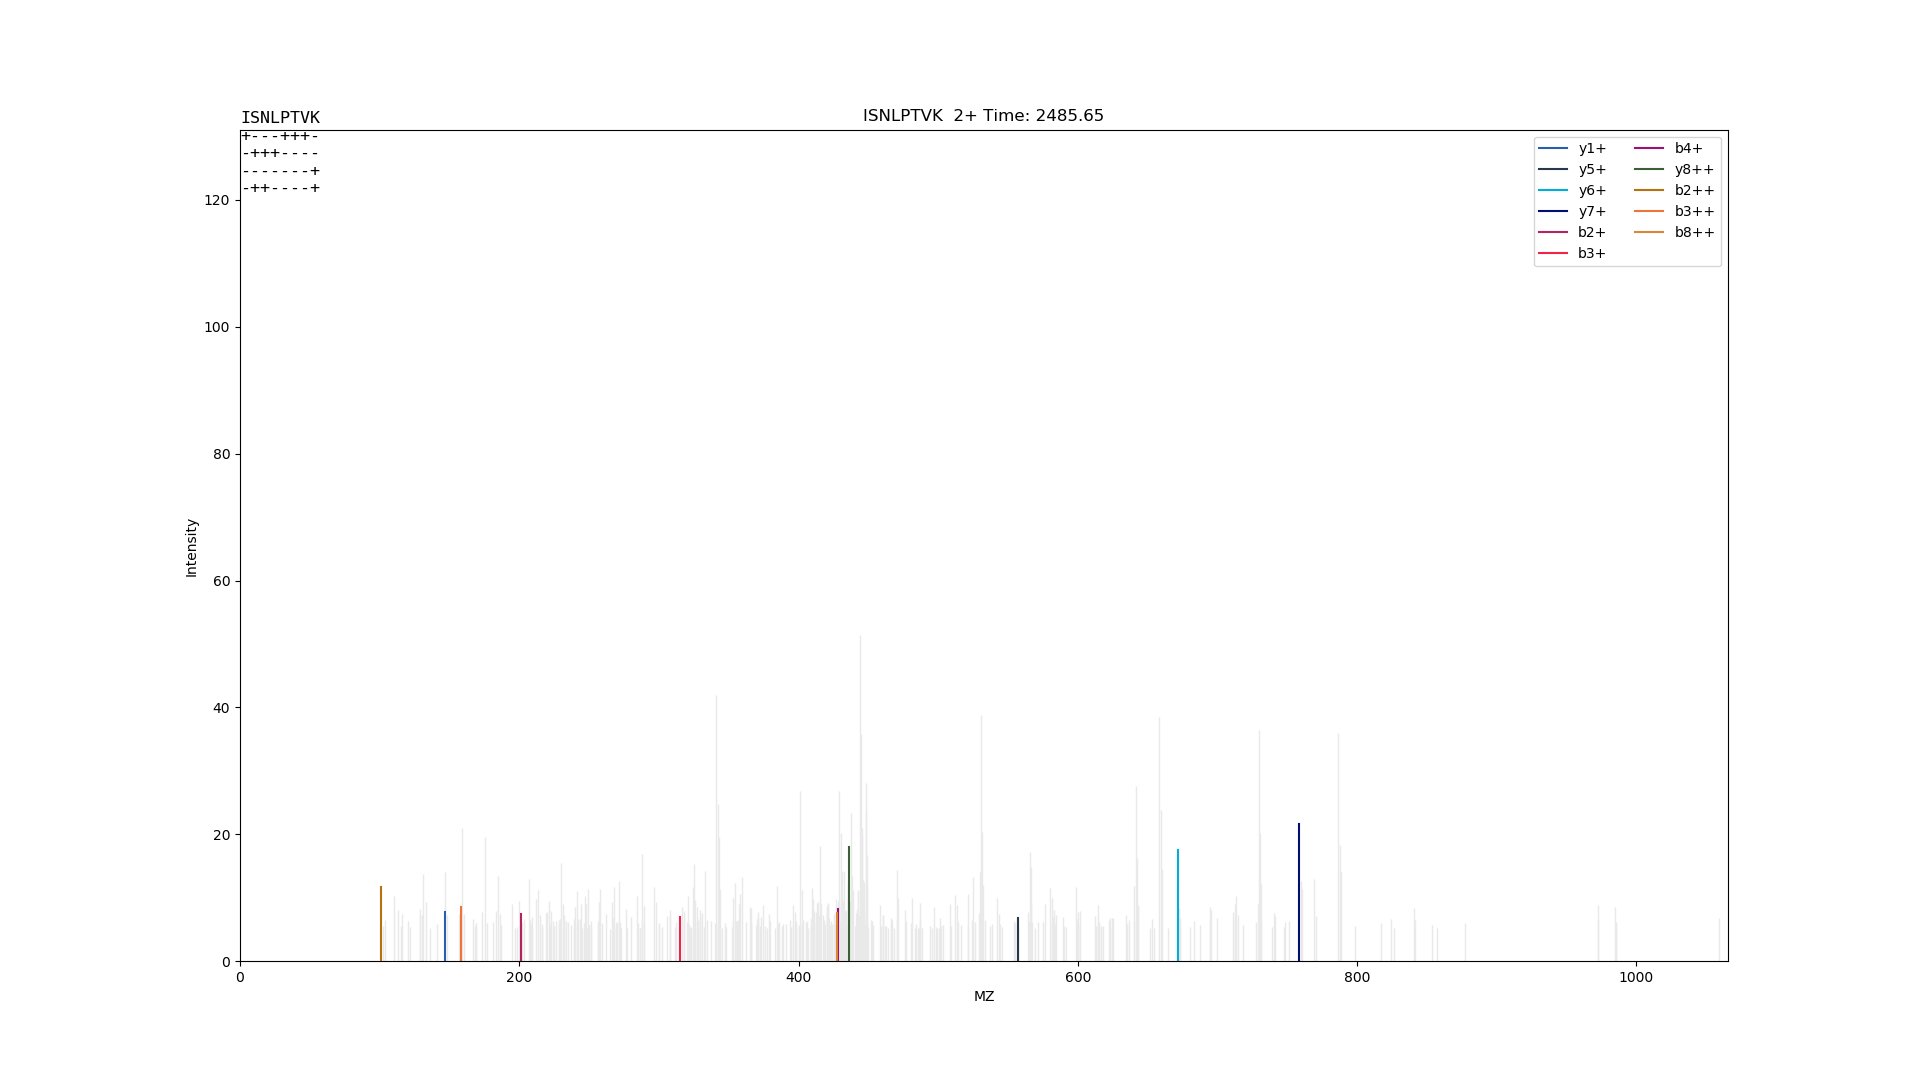 ISNLPTVK 2+ Time: 2485.65
ISNLPTVK
+---+++-
-+++----
-------+
-++----+
y1+
y5+
y6+
y7+
b2+
b3+
b4+
y8++
b2++
b3++
b8++
120
100
80
60
40
20
0
Intensity
0 200 400 600 800 1000
MZ